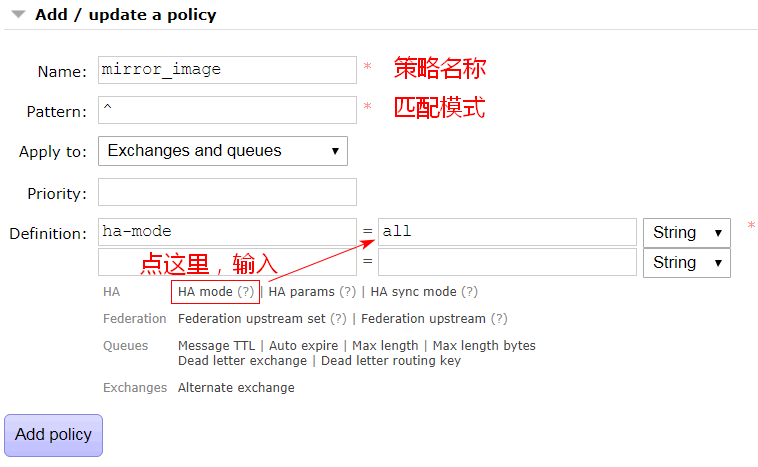 Add / update a policy
Name: mirror_image * 策略名称
Pattern: ^ * 匹配模式
Apply to: Exchanges and queues
Priority:
Definition: ha-mode = all String *
点这里，输入 = String
HA HA mode (?) | HA params (?) | HA sync mode (?)
Federation Federation upstream set (?) | Federation upstream (?)
Queues Message TTL | Auto expire | Max length | Max length bytes
Dead letter exchange | Dead letter routing key
Exchanges Alternate exchange
Add policy